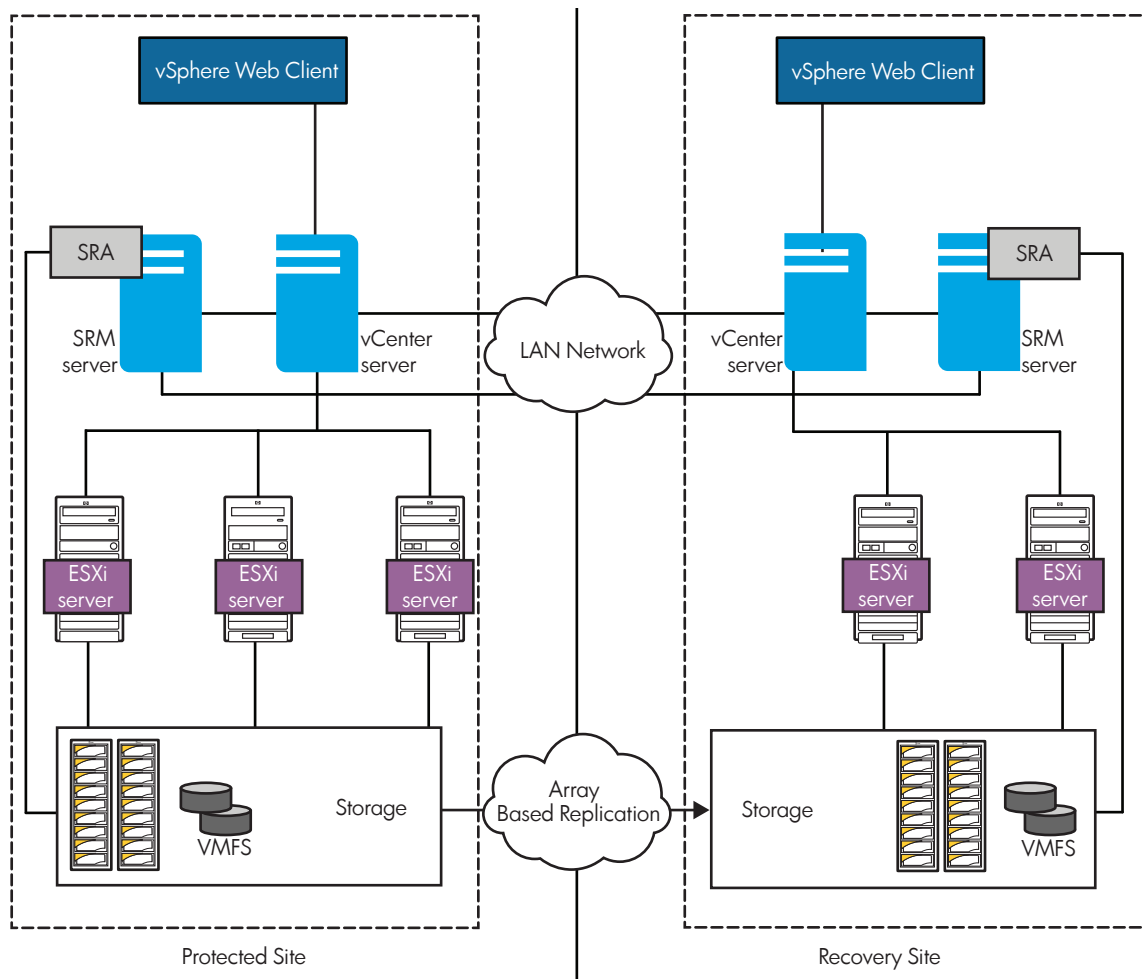 vSphere Web Client
vSphere Web Client
SRA
SRA
SRM
server
vCenter
server
LAN Network
vCenter
server
SRM
server
ESXi
server
ESXi
server
ESXi
server
ESXi
server
ESXi
server
Storage
VMFS
Array
Based Replication
Storage
VMFS
Protected Site
Recovery Site